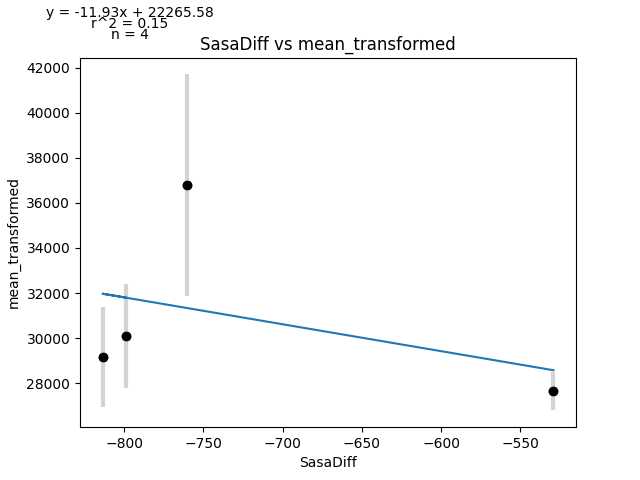 y = -11.93x + 22265.58
r^2 = 0.15
n = 4
SasaDiff vs mean_transformed
42000
40000
38000
36000
34000
32000
30000
28000
mean_transformed
−800 −750 −700 −650 −600 −550
SasaDiff